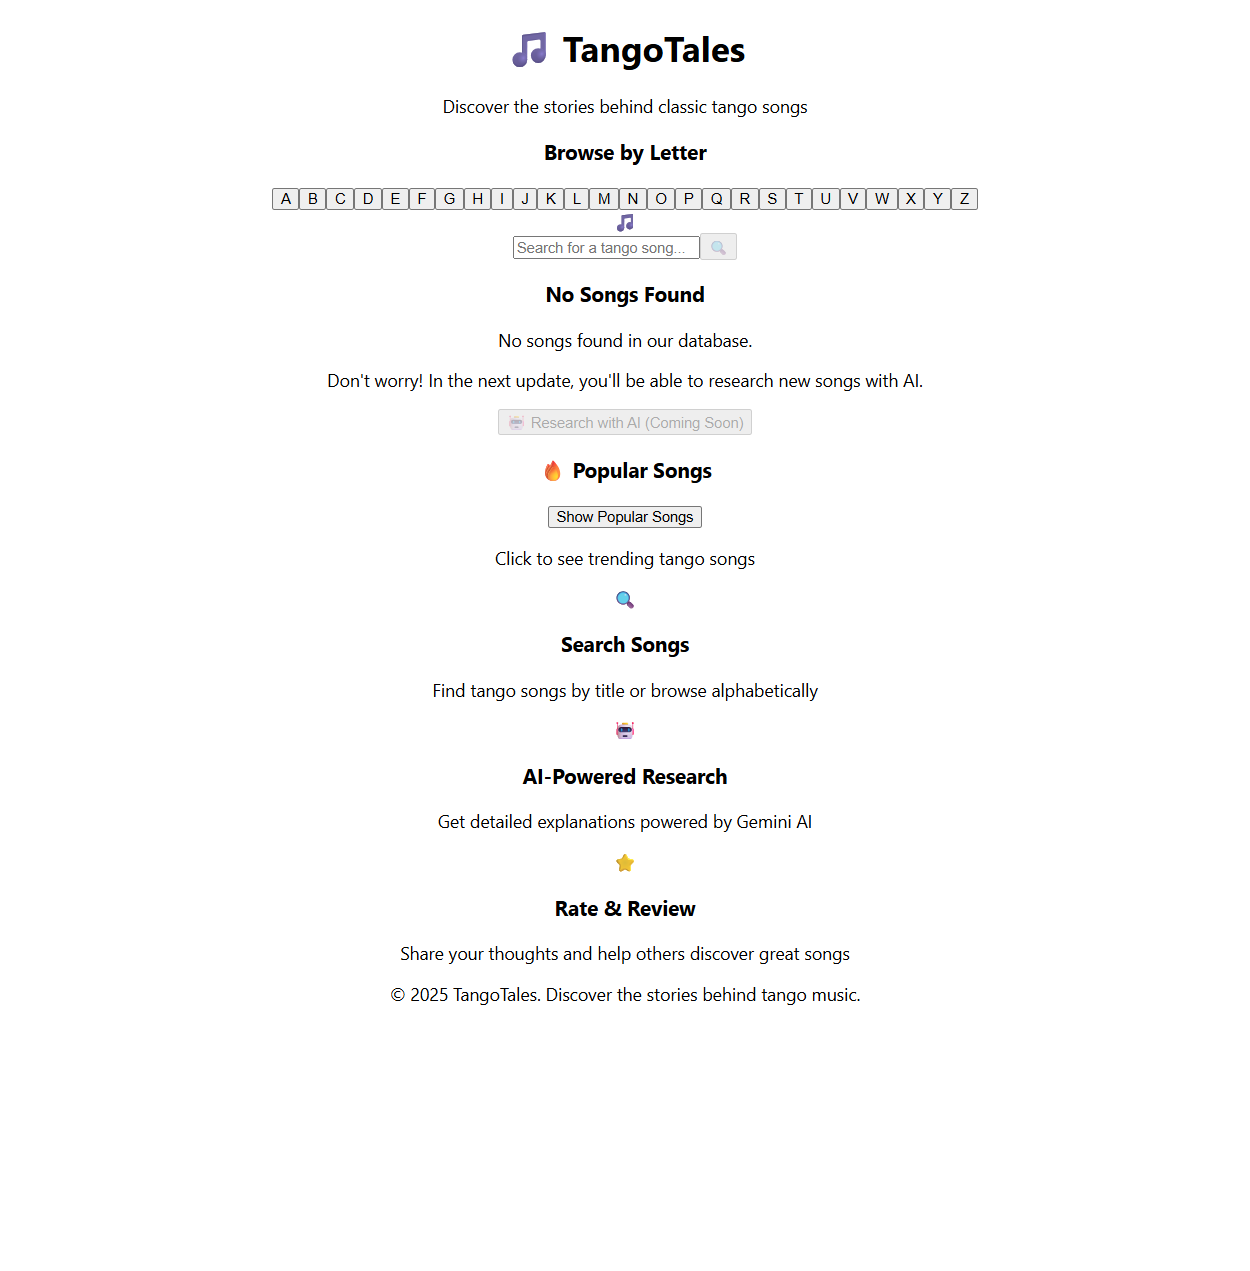 TangoTales
Discover the stories behind classic tango songs
Browse by Letter
A B C D E F G H I J K L M N O P Q R S T U V W X Y Z
Search for a tango song...
No Songs Found
No songs found in our database.
Don't worry! In the next update, you'll be able to research new songs with AI.
Research with AI (Coming Soon)
Popular Songs
Show Popular Songs
Click to see trending tango songs
Search Songs
Find tango songs by title or browse alphabetically
AI-Powered Research
Get detailed explanations powered by Gemini AI
Rate & Review
Share your thoughts and help others discover great songs
© 2025 TangoTales. Discover the stories behind tango music.